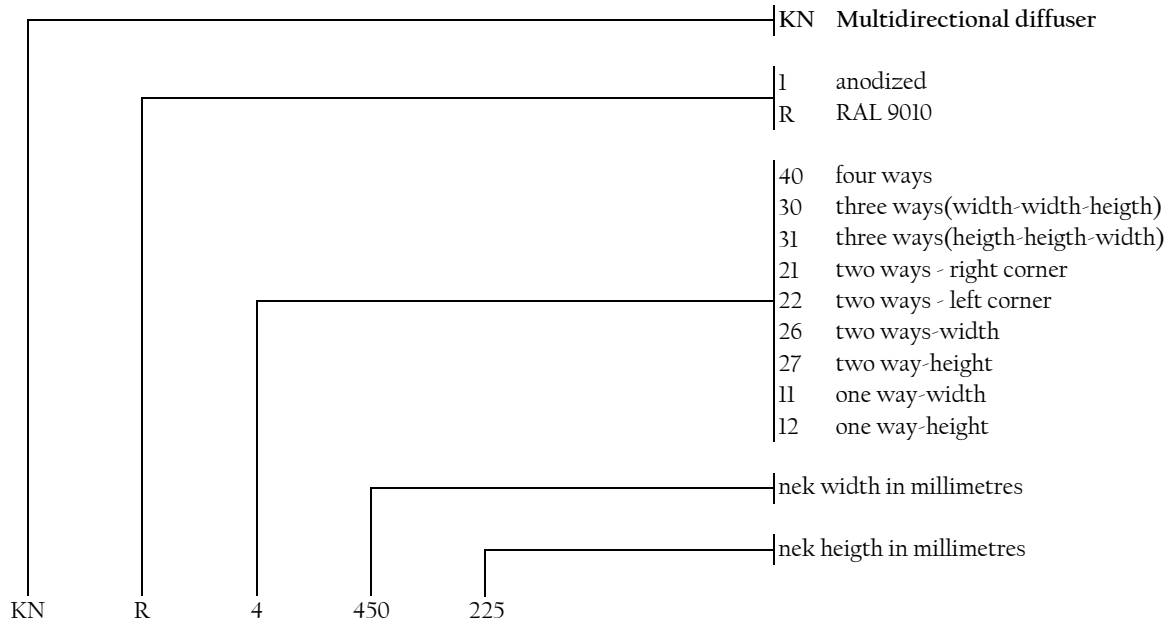 KN Multidirectional diffuser
1 anodized
R RAL 9010
40 four ways
30 three ways(width-width-heigth)
31 three ways(heigth-heigth-width)
21 two ways - right corner
22 two ways - left corner
26 two ways-width
27 two way-height
11 one way-width
12 one way-height
nek width in millimetres
nek heigth in millimetres
KN R 4 450 225